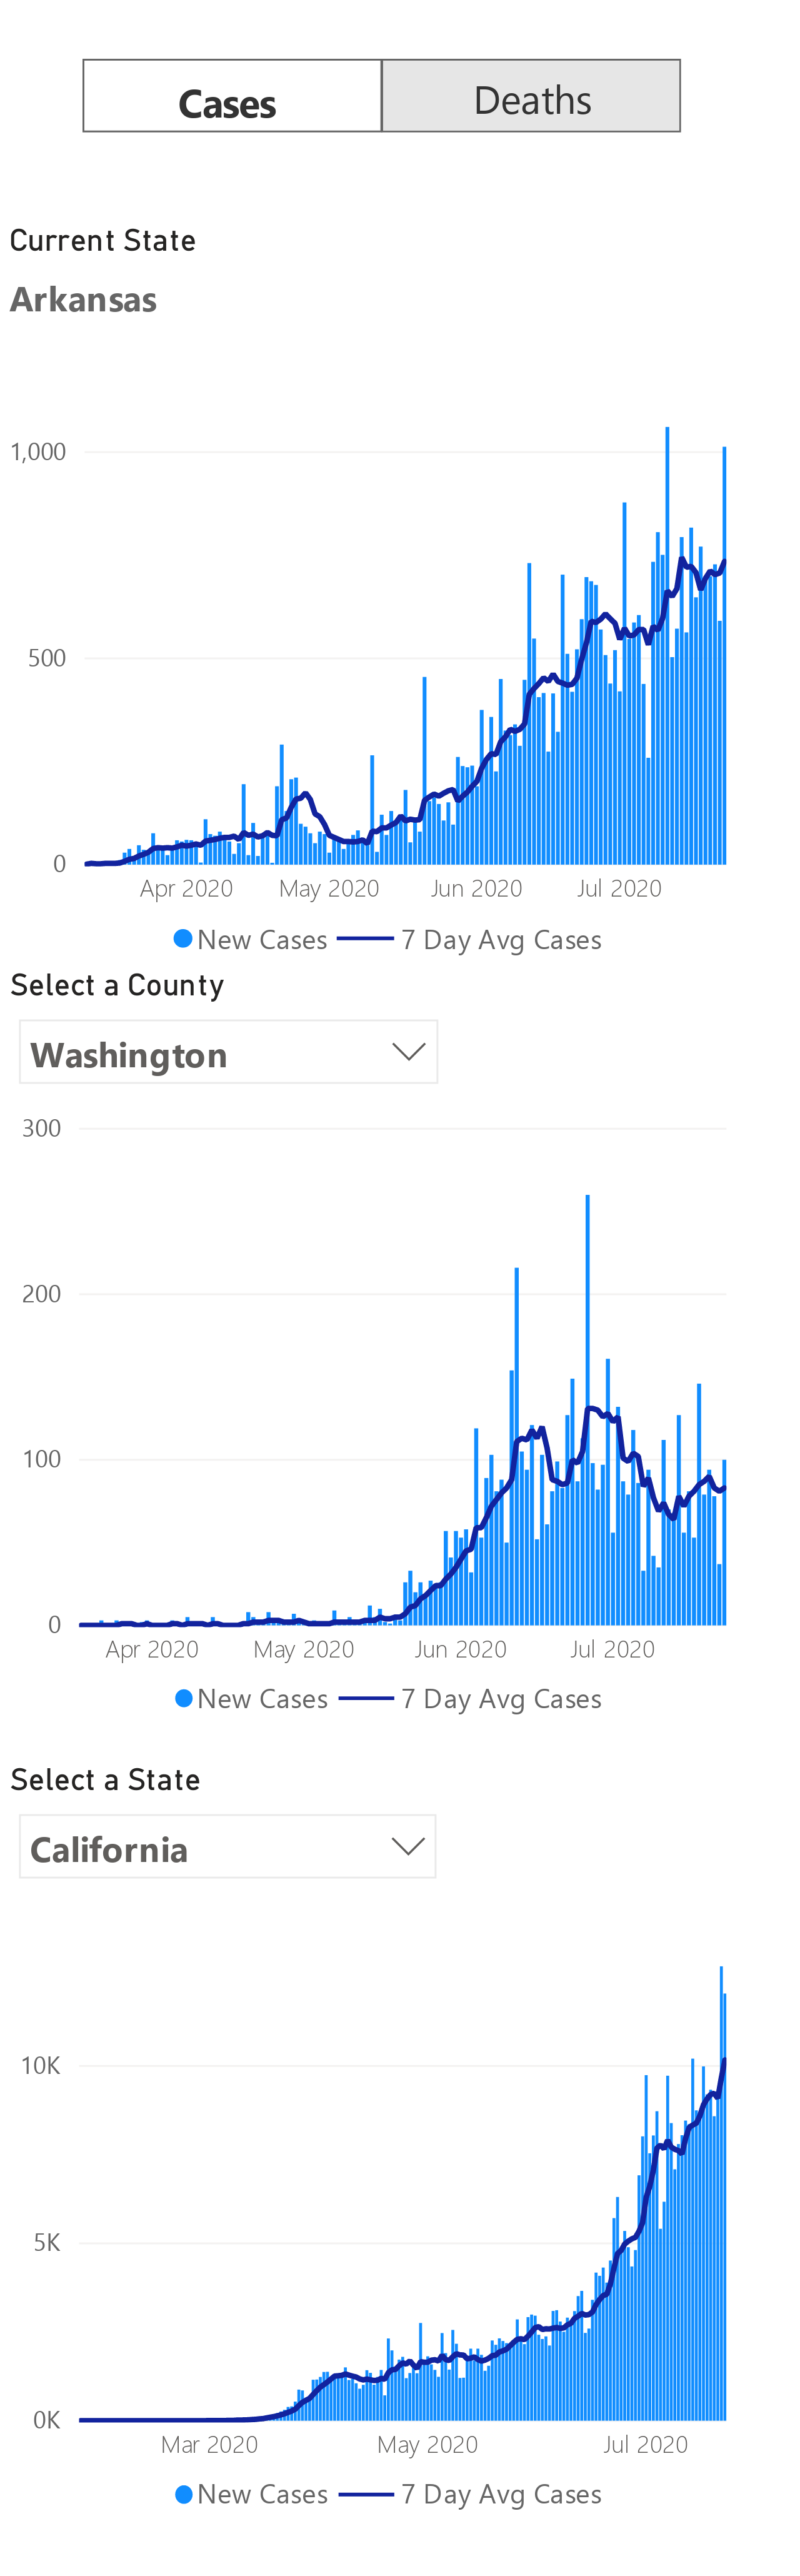 Cases Deaths
Current State
Arkansas
1,000
500
0
Apr 2020 May 2020 Jun 2020 Jul 2020
New Cases 7 Day Avg Cases
Select a County
Washington
300
200
100
0
Apr 2020 May 2020 Jun 2020 Jul 2020
New Cases 7 Day Avg Cases
Select a State
California
10K
5K
0K
Mar 2020 May 2020 Jul 2020
New Cases 7 Day Avg Cases